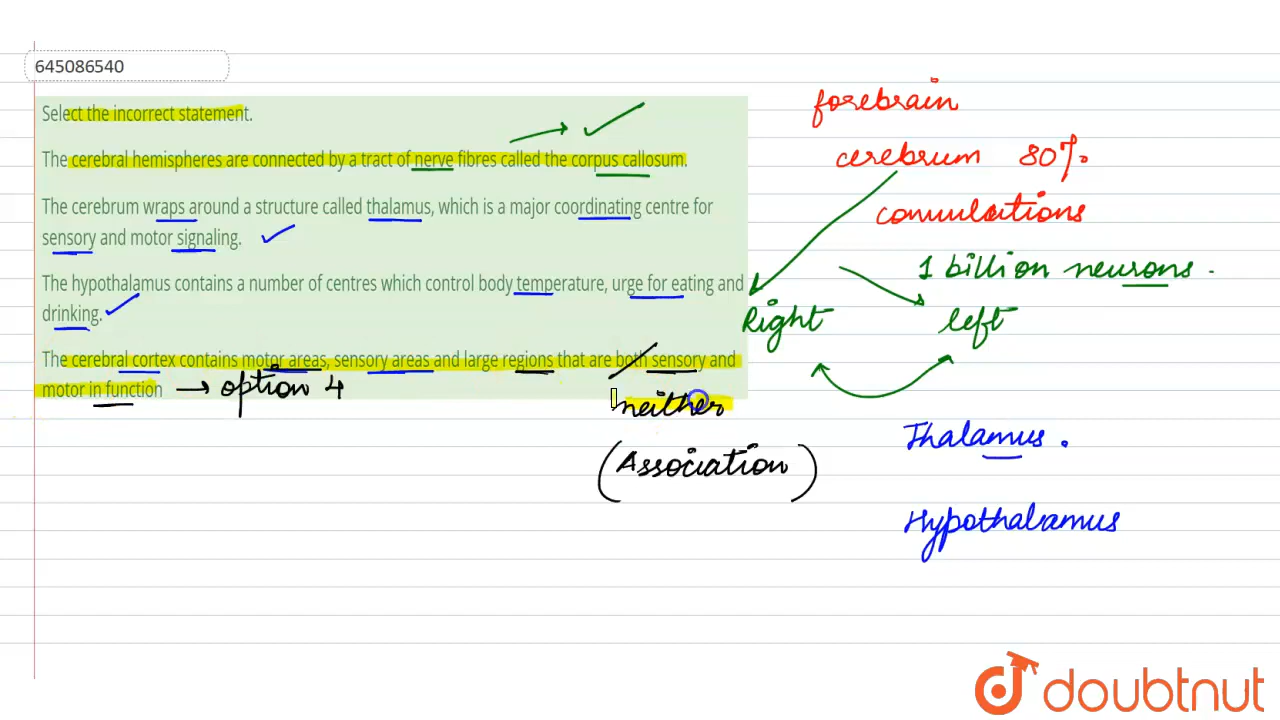 645086540
Select the incorrect statement.
The cerebral hemispheres are connected by a tract of nerve fibres called the corpus callosum.
The cerebrum wraps around a structure called thalamus, which is a major coordinating centre for
sensory and motor signaling.
The hypothalamus contains a number of centres which control body temperature, urge for eating and
drinking.
The cerebral cortex contains motor areas, sensory areas and large regions that are both sensory and
motor in function → option 4
neither
(Association)
forebrain
cerebrum 80%
1 billion neurons.
Right left
Thalamus.
Hypothalamus
doubtnut